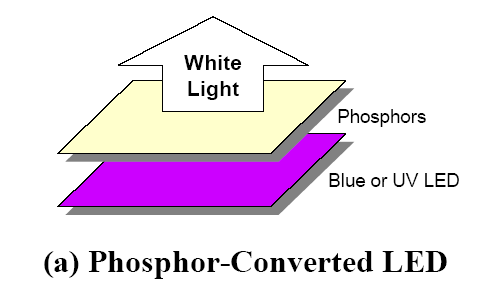 White
Light
Phosphors
Blue or UV LED
(a) Phosphor-Converted LED